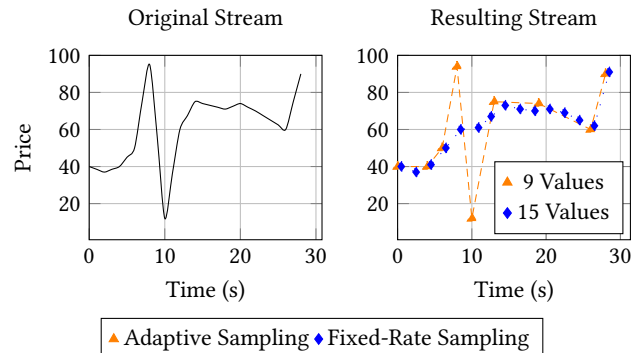 Original Stream
Resulting Stream
Price
100
80
60
40
20
0
10
20
30
Time (s)
100
80
60
40
20
0
10
20
30
Time (s)
9 Values
15 Values
Adaptive Sampling
Fixed-Rate Sampling